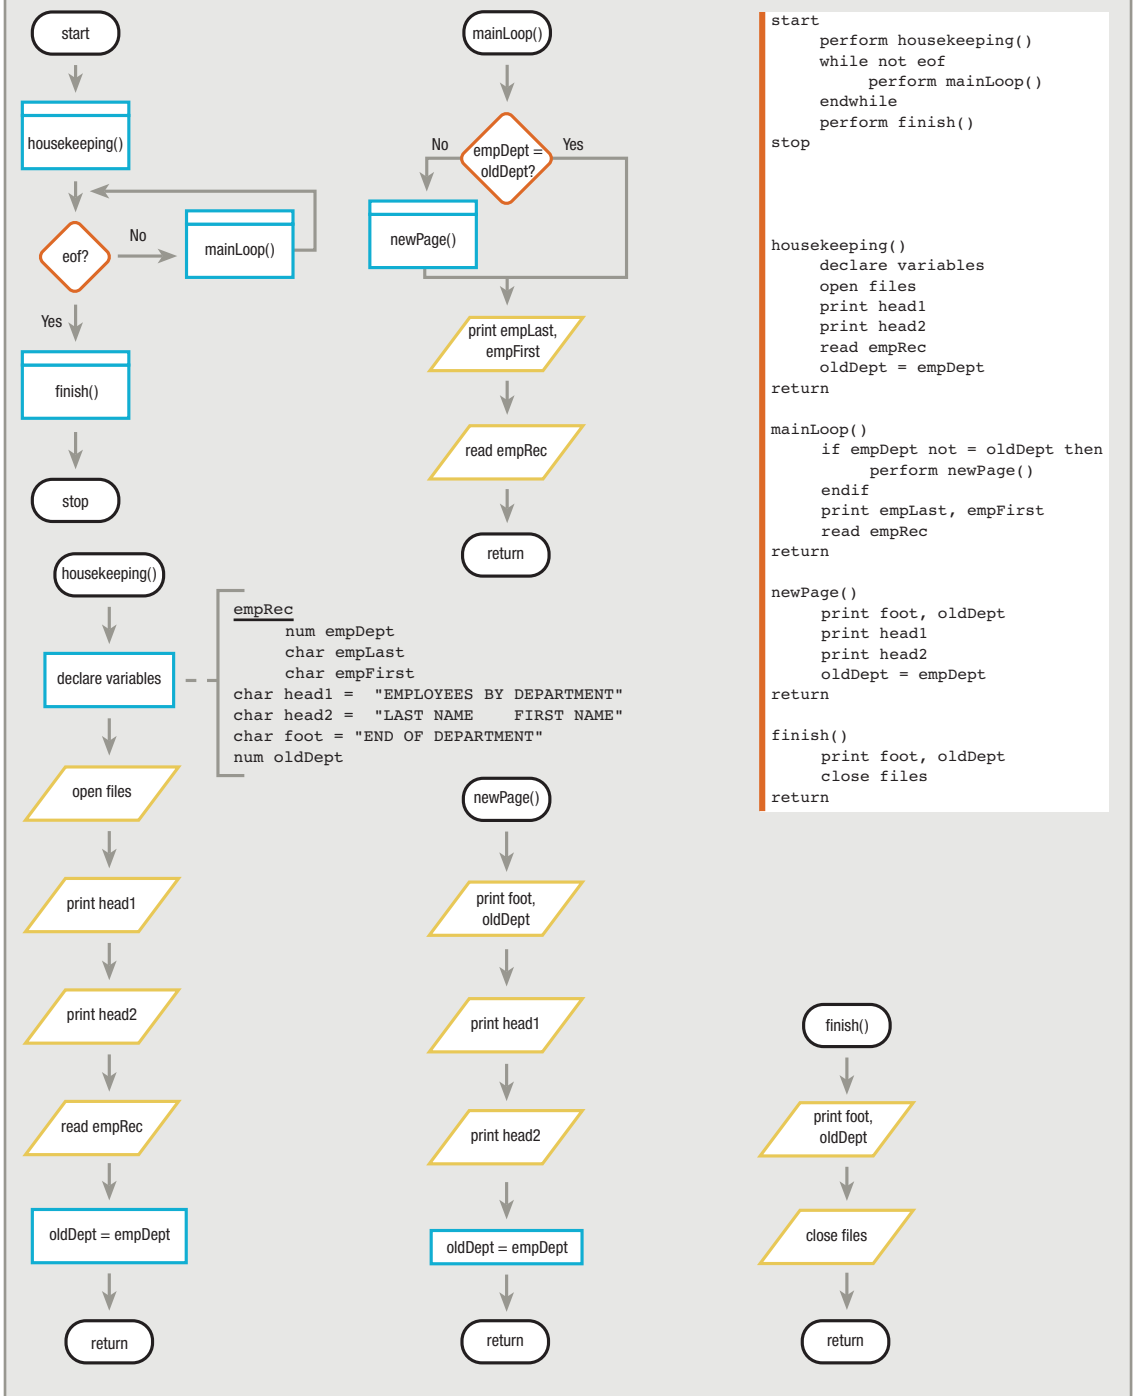 start
housekeeping()
eof?
No
mainLoop()
Yes
finish()
stop
mainLoop()
empDept =
oldDept?
No
Yes
newPage()
print empLast,
empFirst
read empRec
return
start
perform housekeeping()
while not eof
perform mainLoop()
endwhile
perform finish()
stop
housekeeping()
declare variables
open files
print head1
print head2
read empRec
oldDept = empDept
return
mainLoop()
if empDept not = oldDept then
perform newPage()
endif
print empLast, empFirst
read empRec
return
newPage()
print foot, oldDept
print head1
print head2
oldDept = empDept
return
finish()
print foot, oldDept
close files
return
housekeeping()
declare variables
empRec
num empDept
char empLast
char empFirst
char head1 = "EMPLOYEES BY DEPARTMENT"
char head2 = "LAST NAME    FIRST NAME"
char foot = "END OF DEPARTMENT"
num oldDept
open files
print head1
print head2
read empRec
oldDept = empDept
return
newPage()
print foot,
oldDept
print head1
print head2
oldDept = empDept
return
finish()
print foot,
oldDept
close files
return